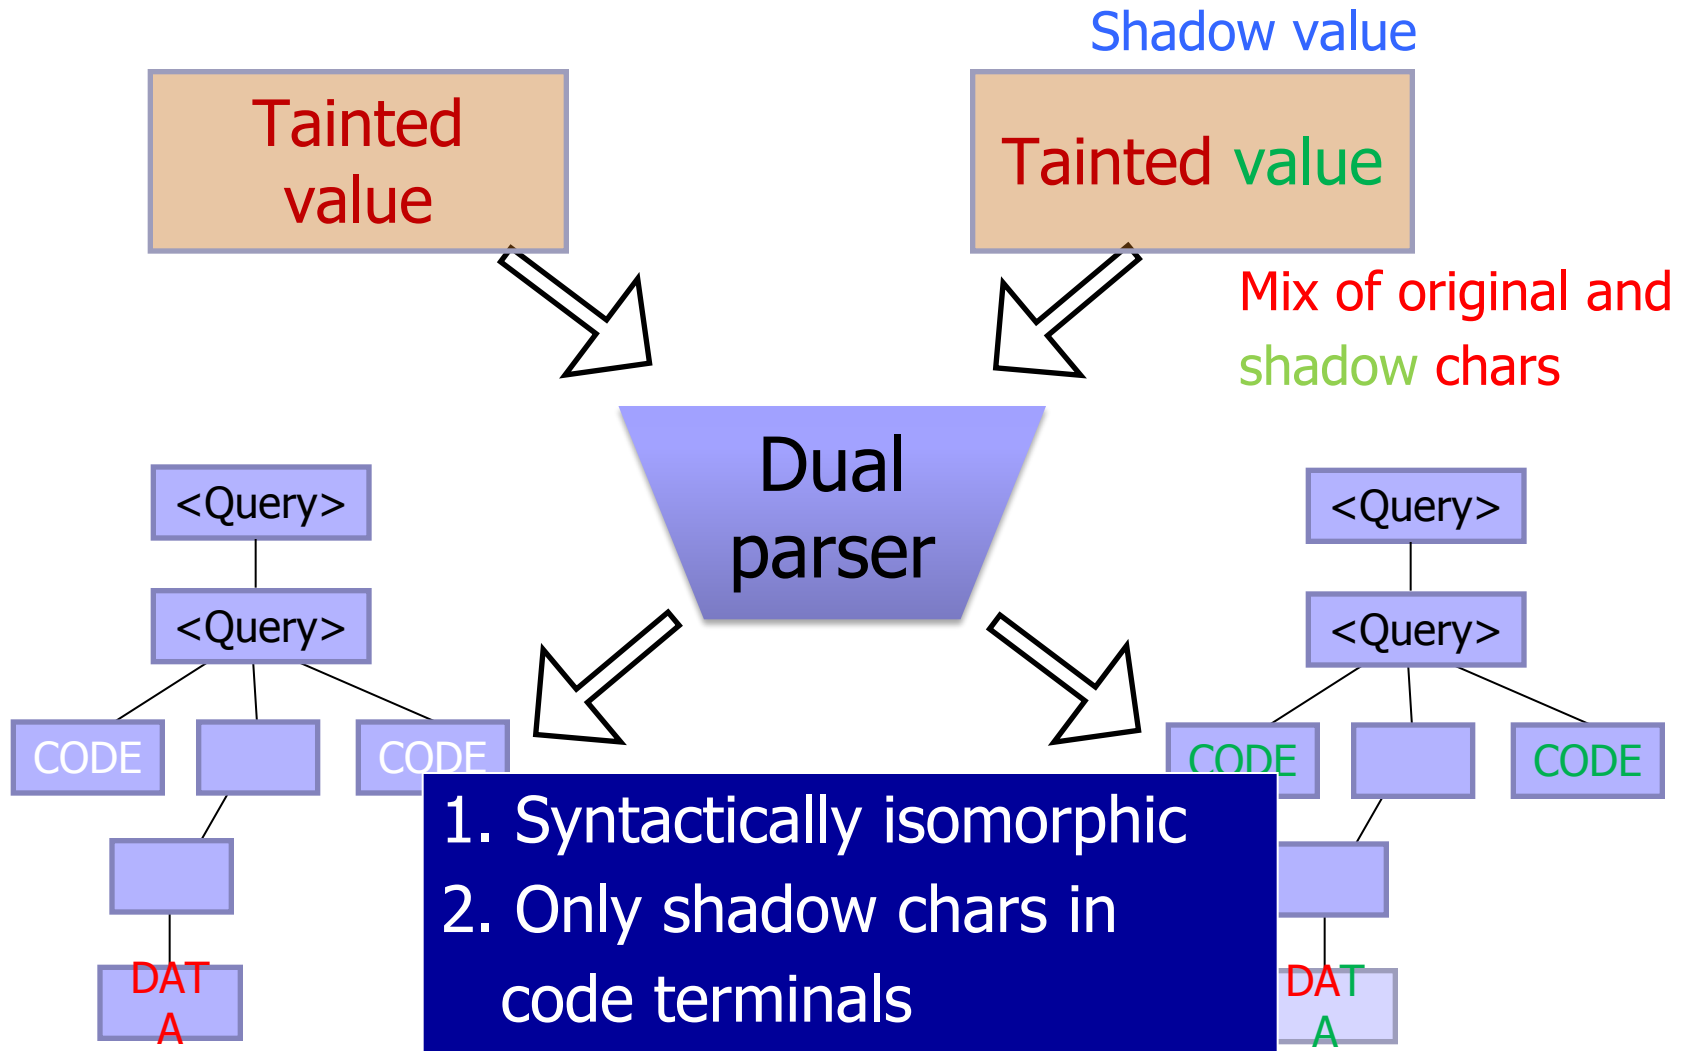 Shadow value
Tainted
value
Tainted value
Mix of original and
shadow chars
Dual
parser
<Query>
<Query>
CODE
CODE
DAT
A
<Query>
<Query>
CODE
CODE
DAT
A
1. Syntactically isomorphic
2. Only shadow chars in
code terminals